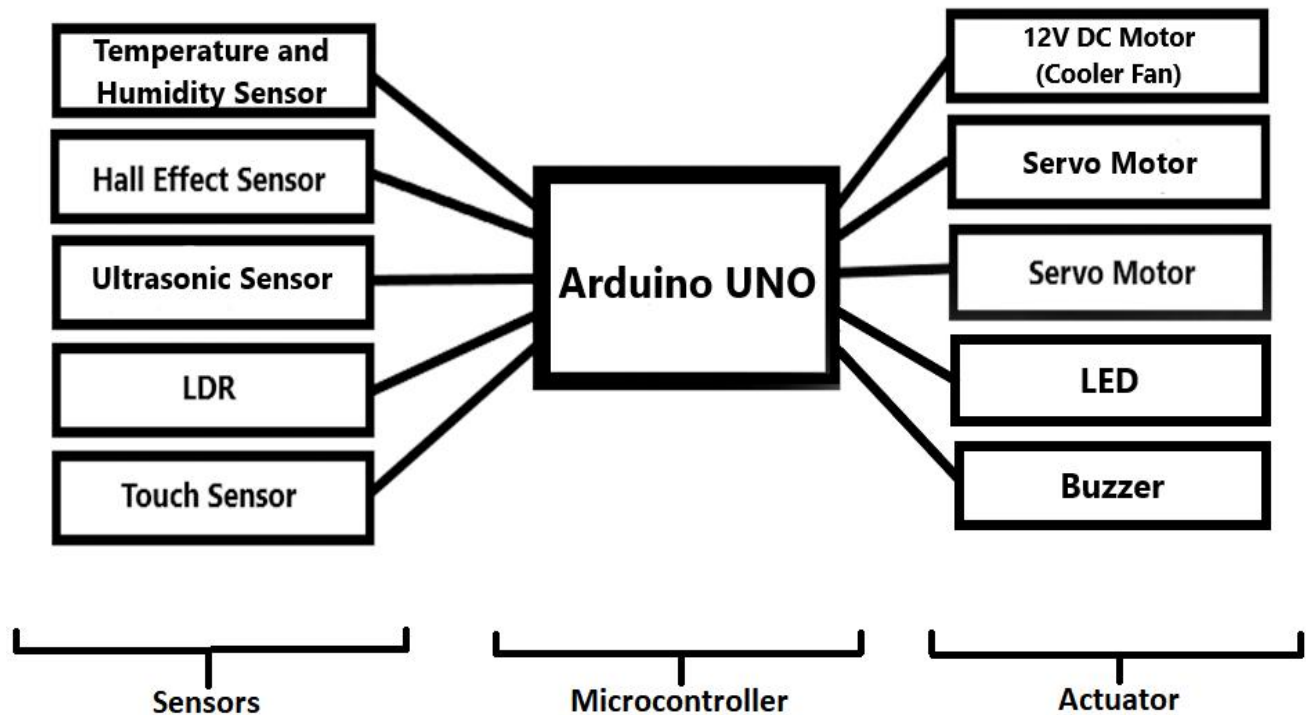 Temperature and
Humidity Sensor
Hall Effect Sensor
Ultrasonic Sensor
LDR
Touch Sensor
Arduino UNO
12V DC Motor
(Cooler Fan)
Servo Motor
Servo Motor
LED
Buzzer
Sensors
Microcontroller
Actuator